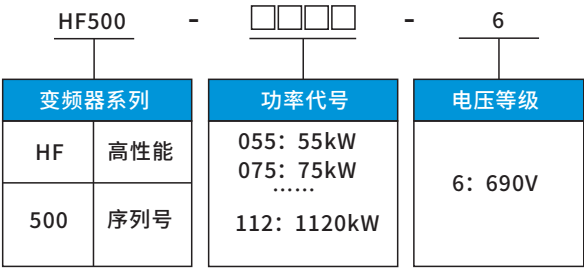 HF500 - □□□□ - 6
变频器系列
HF 高性能
500 序列号
功率代号
055：55kW
075：75kW
······
112：1120kW
电压等级
6：690V